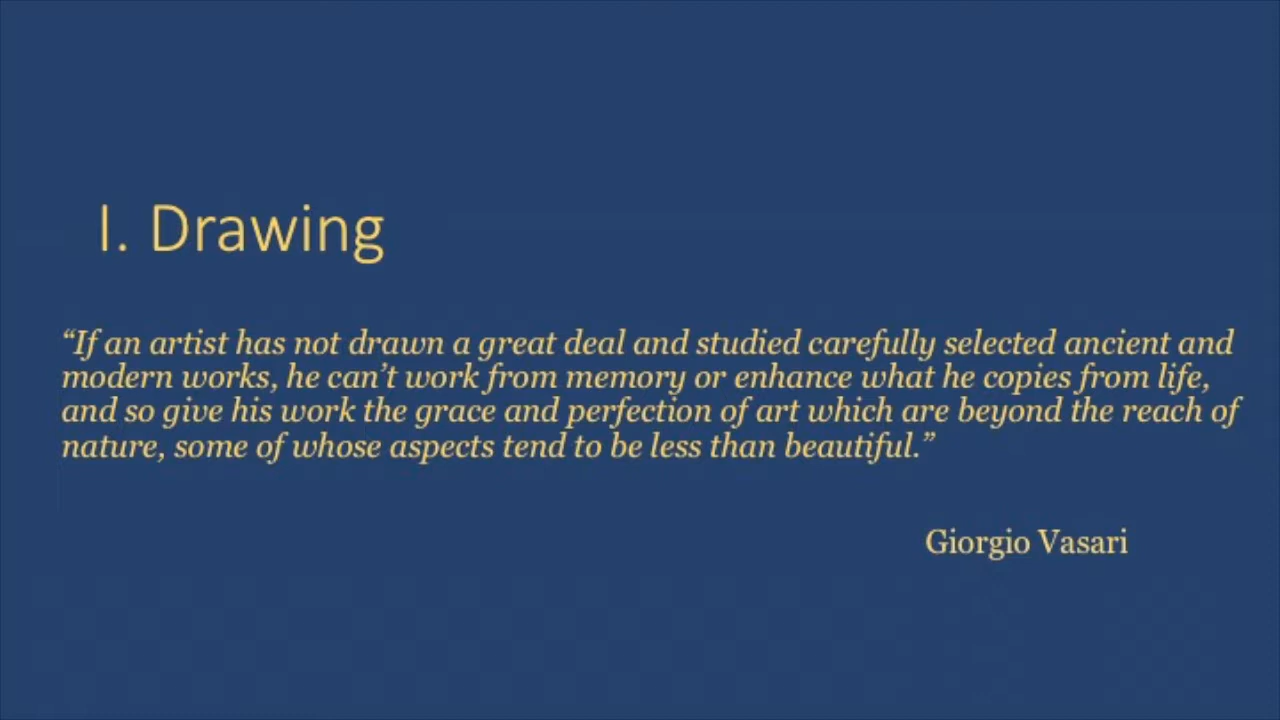 I. Drawing
“If an artist has not drawn a great deal and studied carefully selected ancient and
modern works, he can’t work from memory or enhance what he copies from life,
and so give his work the grace and perfection of art which are beyond the reach of
nature, some of whose aspects tend to be less than beautiful.”
Giorgio Vasari